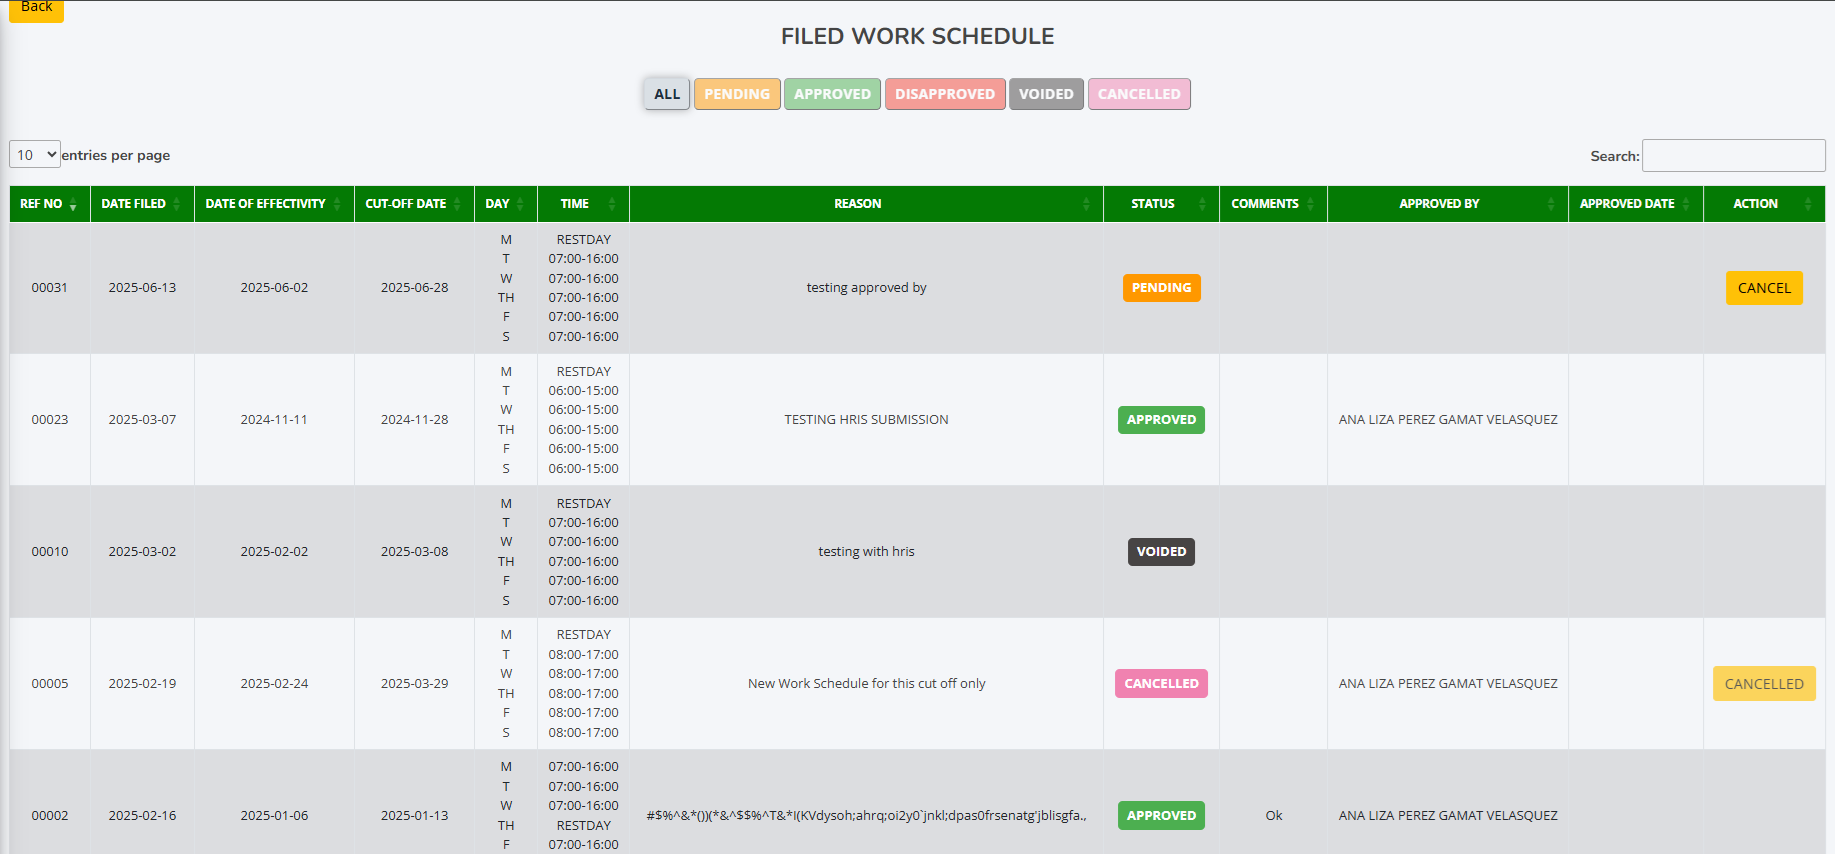 Back
FILED WORK SCHEDULE
ALL PENDING APPROVED DISAPPROVED VOIDED CANCELLED
10 entries per page Search:
REF NO DATE FILED DATE OF EFFECTIVITY CUT-OFF DATE DAY TIME REASON STATUS COMMENTS APPROVED BY APPROVED DATE ACTION
M RESTDAY
T 07:00-16:00
W 07:00-16:00
00031 2025-06-13 2025-06-02 2025-06-28 testing approved by PENDING CANCEL
TH 07:00-16:00
F 07:00-16:00
S 07:00-16:00
M RESTDAY
T 06:00-15:00
W 06:00-15:00
00023 2025-03-07 2024-11-11 2024-11-28 TESTING HRIS SUBMISSION APPROVED ANA LIZA PEREZ GAMAT VELASQUEZ
TH 06:00-15:00
F 06:00-15:00
S 06:00-15:00
M RESTDAY
T 07:00-16:00
W 07:00-16:00
00010 2025-03-02 2025-02-02 2025-03-08 testing with hris VOIDED
TH 07:00-16:00
F 07:00-16:00
S 07:00-16:00
M RESTDAY
T 08:00-17:00
W 08:00-17:00
00005 2025-02-19 2025-02-24 2025-03-29 New Work Schedule for this cut off only CANCELLED ANA LIZA PEREZ GAMAT VELASQUEZ CANCELLED
TH 08:00-17:00
F 08:00-17:00
S 08:00-17:00
M 07:00-16:00
T 07:00-16:00
W 07:00-16:00
00002 2025-02-16 2025-01-06 2025-01-13 #$%^&*())(*&^$$%^T&*I(KVdysoh;ahrq;oi2y0`jnkl;dpas0frsenatg'jblisgfa., APPROVED Ok ANA LIZA PEREZ GAMAT VELASQUEZ
TH RESTDAY
F 07:00-16:00